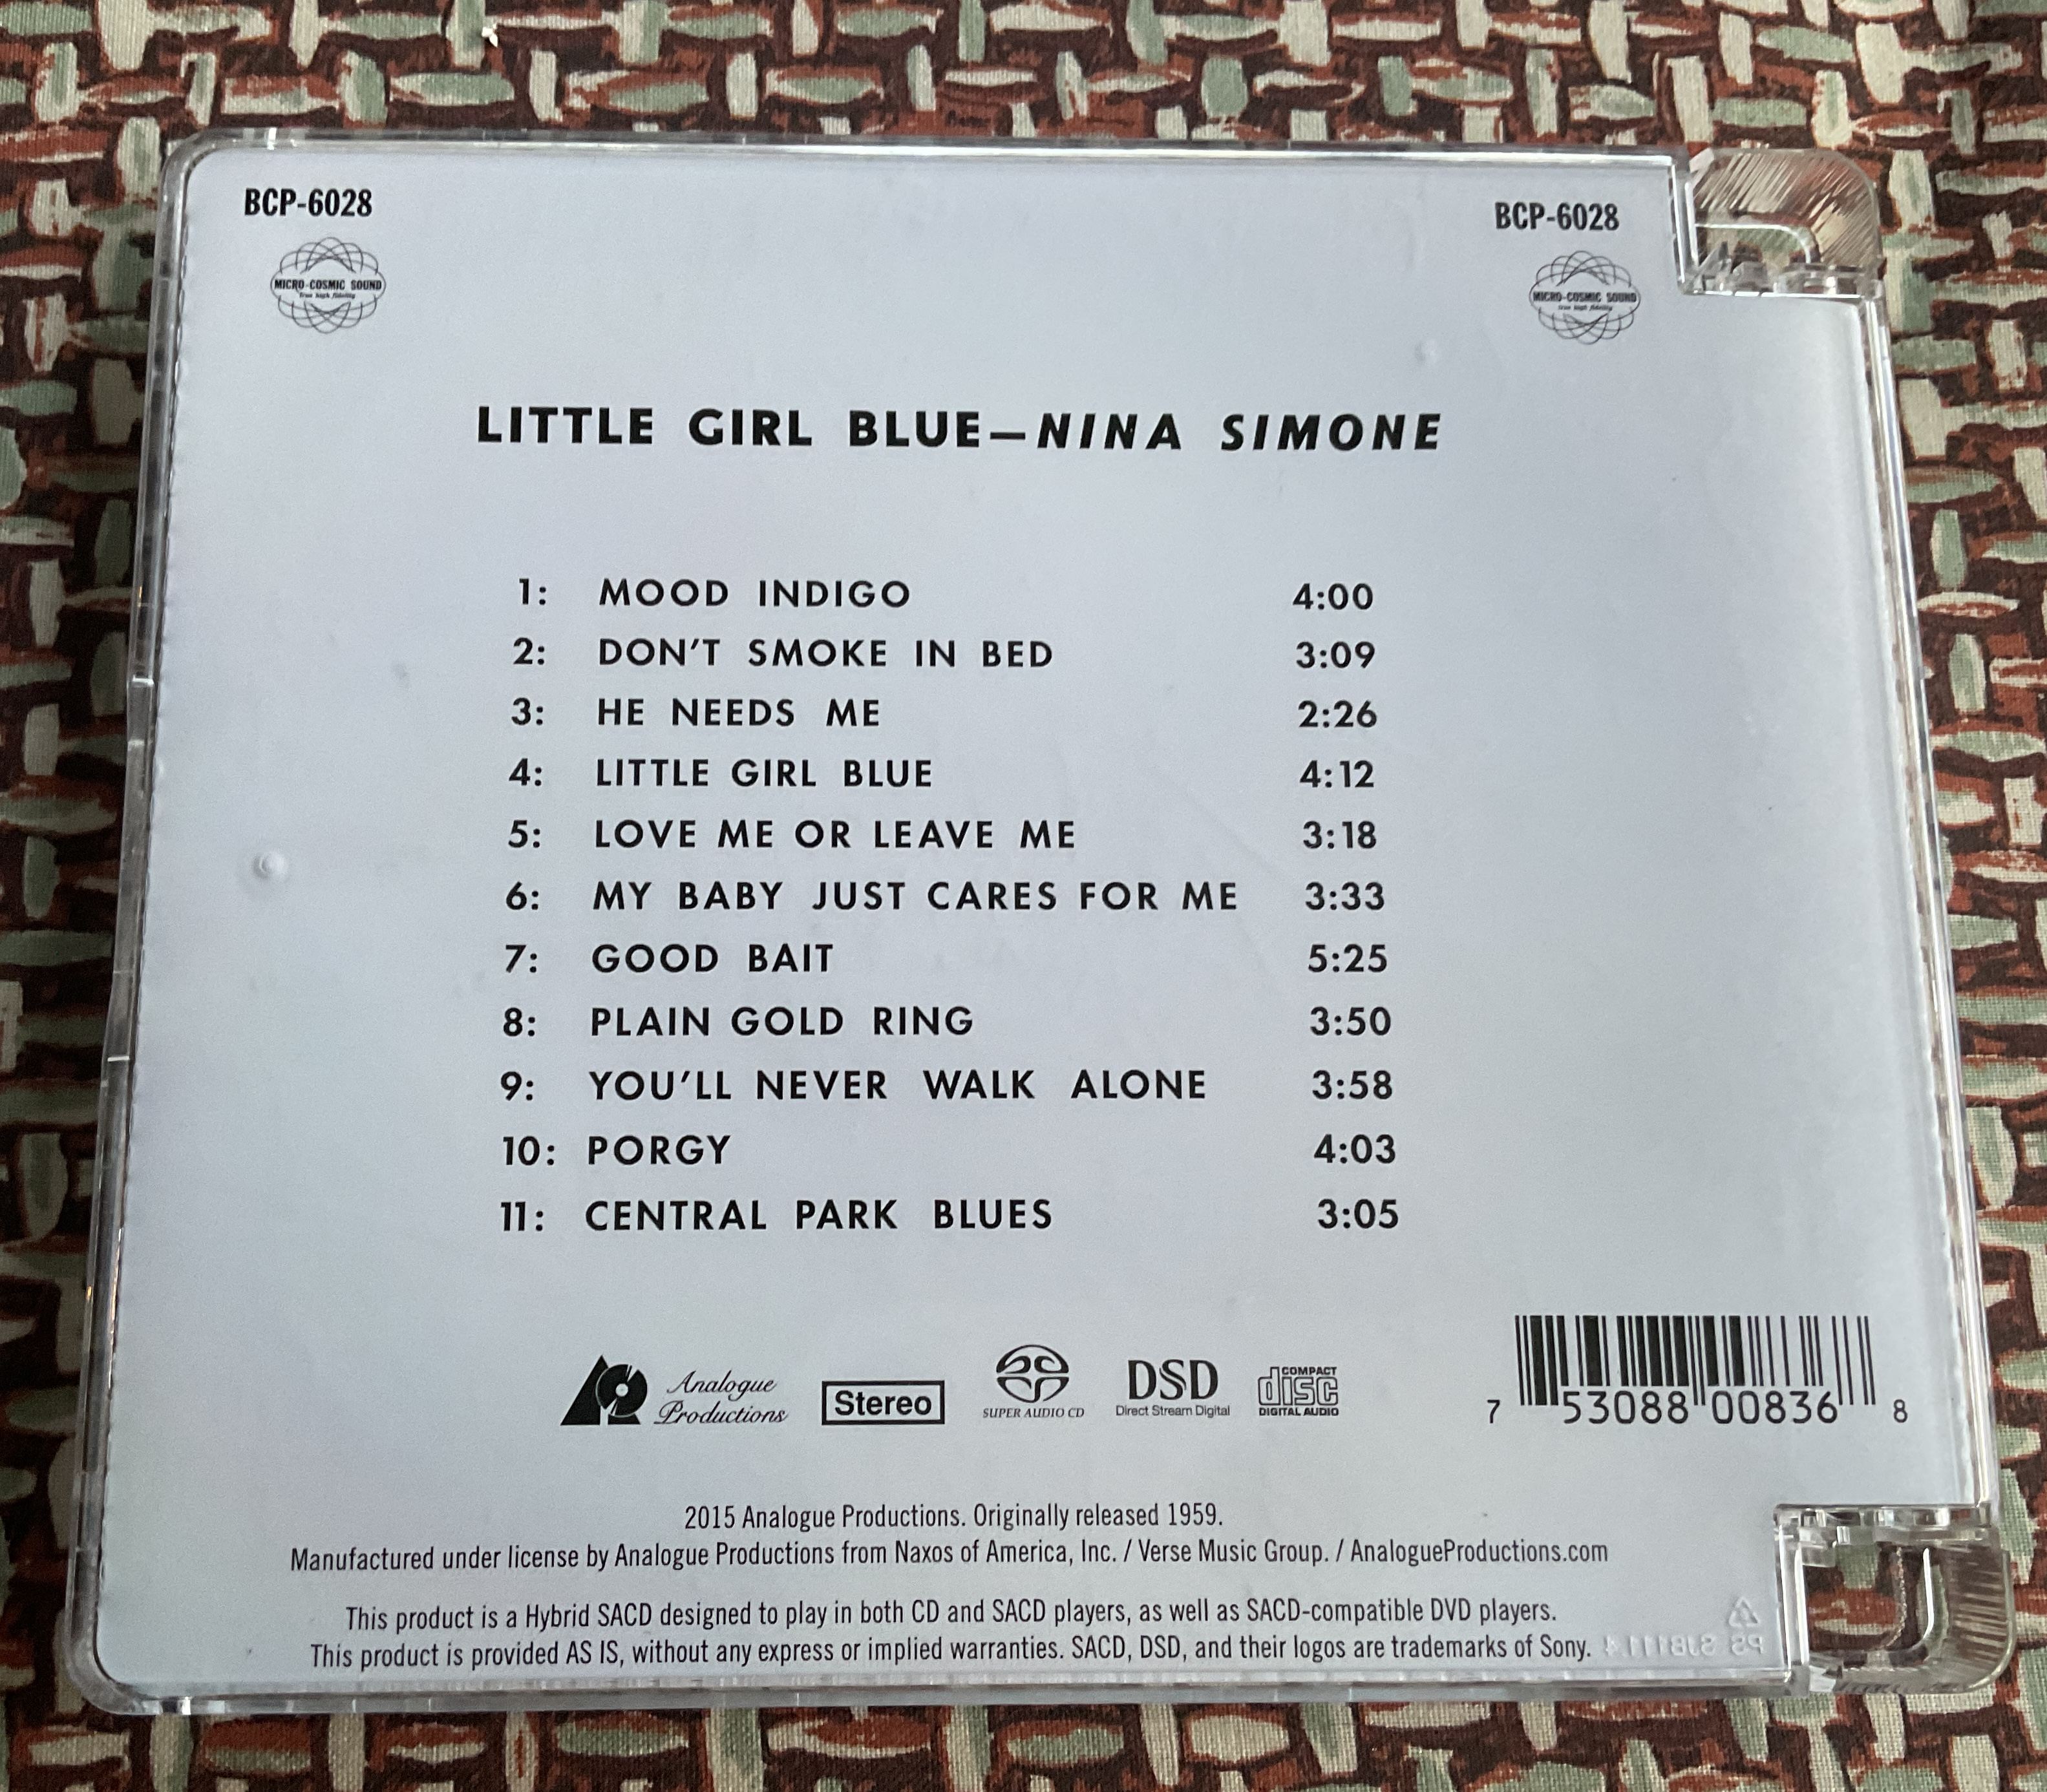 BCP-6028
BCP-6028
MICRO-COSMIC SOUND
true high fidelity
MICRO-COSMIC SOUND
true high fidelity
LITTLE GIRL BLUE—NINA SIMONE
1: MOOD INDIGO 4:00
2: DON'T SMOKE IN BED 3:09
3: HE NEEDS ME 2:26
4: LITTLE GIRL BLUE 4:12
5: LOVE ME OR LEAVE ME 3:18
6: MY BABY JUST CARES FOR ME 3:33
7: GOOD BAIT 5:25
8: PLAIN GOLD RING 3:50
9: YOU'LL NEVER WALK ALONE 3:58
10: PORGY 4:03
11: CENTRAL PARK BLUES 3:05
Analogue
Productions
Stereo
SUPER AUDIO CD
DSD
Direct Stream Digital
COMPACT
disc
DIGITAL AUDIO
7 53088 00836 8
2015 Analogue Productions. Originally released 1959.
Manufactured under license by Analogue Productions from Naxos of America, Inc. / Verse Music Group. / AnalogueProductions.com
This product is a Hybrid SACD designed to play in both CD and SACD players, as well as SACD-compatible DVD players.
This product is provided AS IS, without any express or implied warranties. SACD, DSD, and their logos are trademarks of Sony.